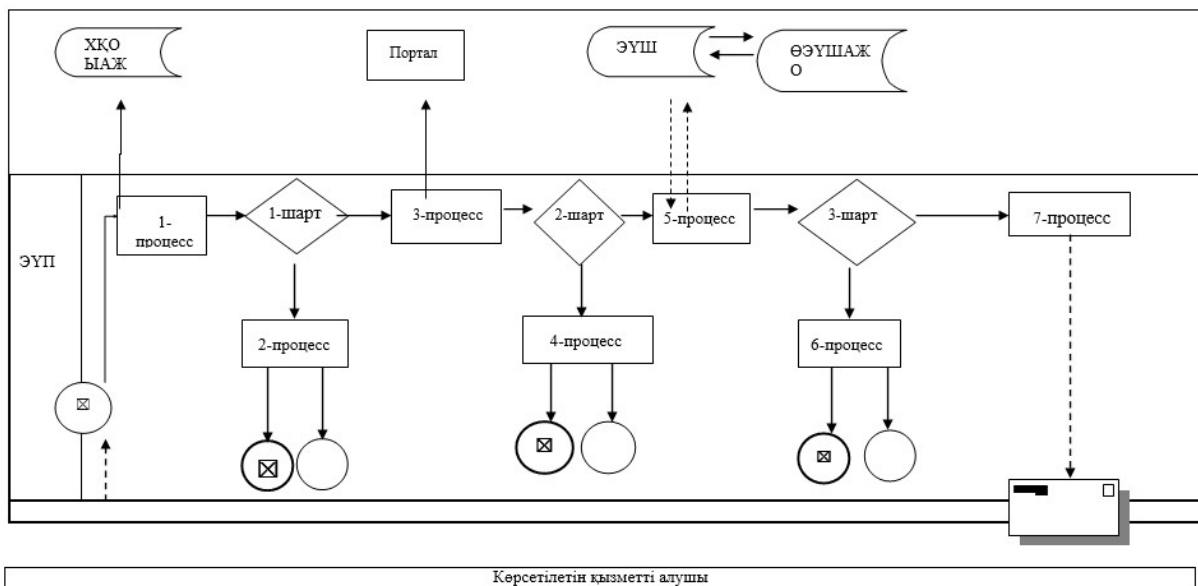 ХҚО
ЫАЖ
Портал
ЭҮШ
ӨЭҮШАЖ
О
1-
процесс
1-шарт
3-процесс
2-шарт
5-процесс
3-шарт
7-процесс
ЭҮП
2-процесс
4-процесс
6-процесс
Көрсетілетін қызметті алушы